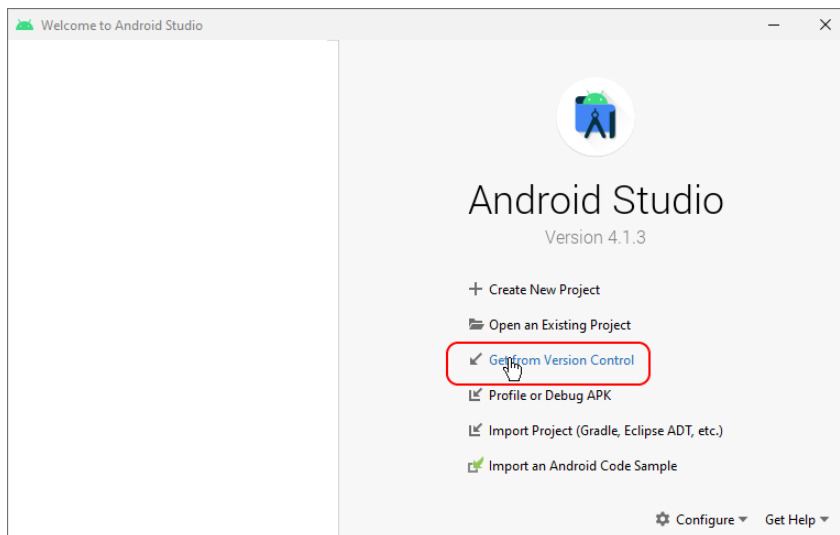 Welcome to Android Studio
Android Studio
Version 4.1.3
Create New Project
Open an Existing Project
Get from Version Control
Profile or Debug APK
Import Project (Gradle, Eclipse ADT, etc.)
Import an Android Code Sample
Configure Get Help